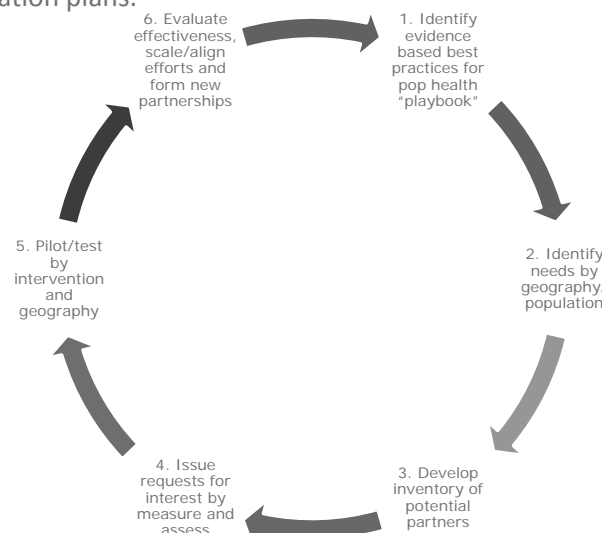 ation plans.
1. Identify
evidence
based best
practices for
pop health
“playbook”
2. Identify
needs by
geography,
population
3. Develop
inventory of
potential
partners
4. Issue
requests for
interest by
measure and
assess
5. Pilot/test
by
intervention
and
geography
6. Evaluate
effectiveness,
scale/align
efforts and
form new
partnerships